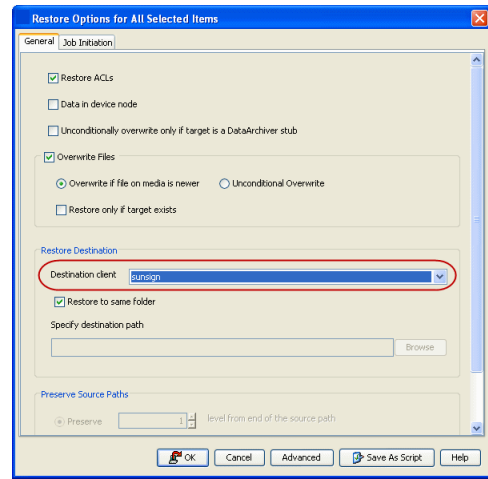 Restore Options for All Selected Items
General Job Initiation
Restore ACLs
Data in device node
Unconditionally overwrite only if target is a DataArchiver stub
Overwrite Files
Overwrite if file on media is newer Unconditional Overwrite
Restore only if target exists
Restore Destination
Destination client sunsign
Restore to same folder
Specify destination path
Browse
Preserve Source Paths
Preserve 1 level from end of the source path
OK Cancel Advanced Save As Script Help